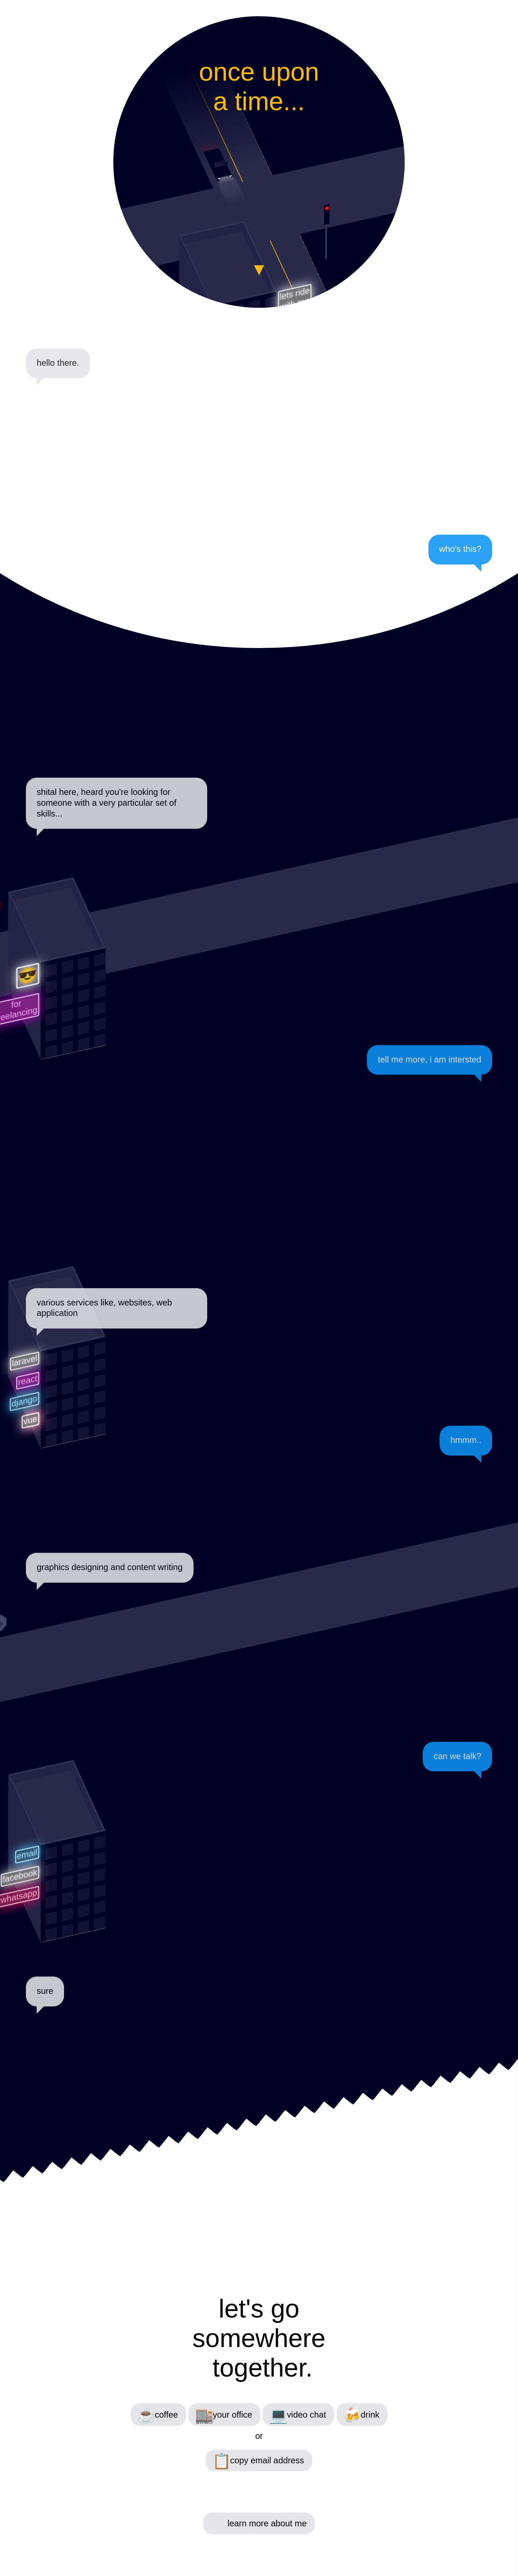 once upon
a time...
lets ride
hello there.
who's this?
shital here, heard you're looking for
someone with a very particular set of
skills...
for
eelancing
tell me more, i am intersted
various services like, websites, web
application
laravel
react
django
vue
hmmm..
graphics designing and content writing
can we talk?
email
facebook
whatsapp
sure
let's go
somewhere
together.
coffee
your office
video chat
drink
or
copy email address
learn more about me